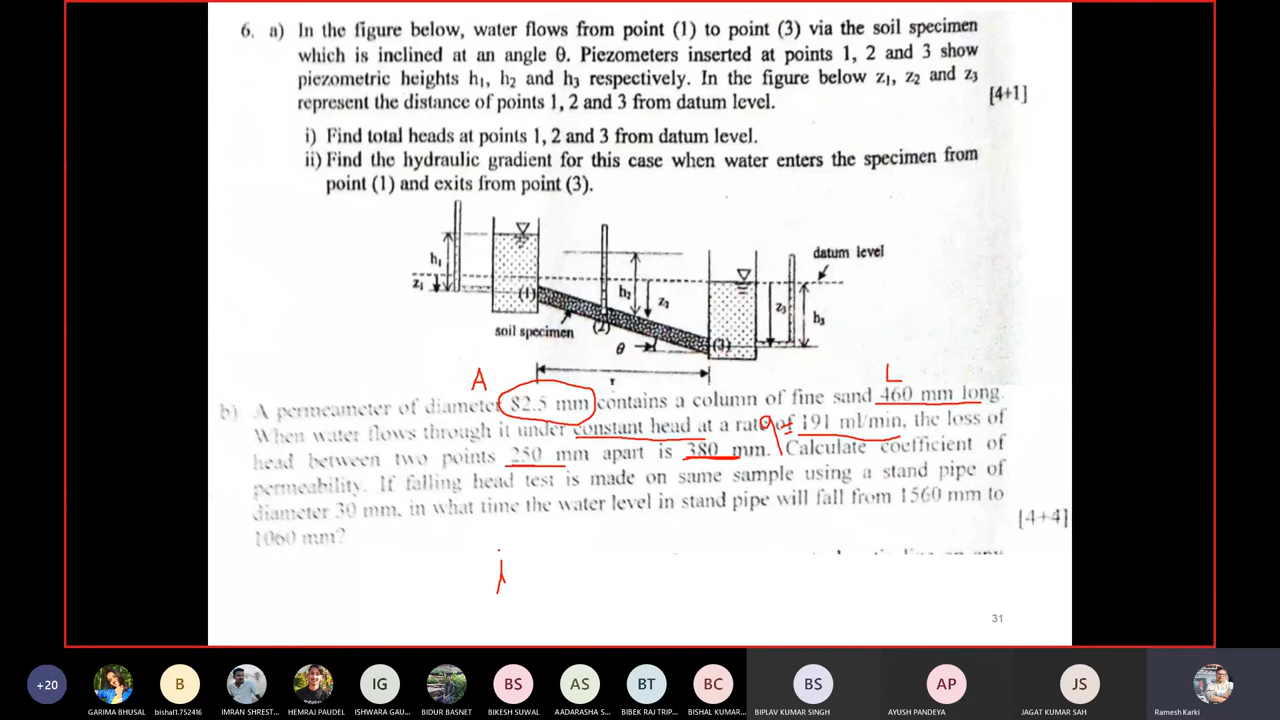 6. a) In the figure below, water flows from point (1) to point (3) via the soil specimen
which is inclined at an angle θ. Piezometers inserted at points 1, 2 and 3 show
piezometric heights h₁, h₂ and h₃ respectively. In the figure below z₁, z₂ and z₃
represent the distance of points 1, 2 and 3 from datum level.
[4+1]
i) Find total heads at points 1, 2 and 3 from datum level.
ii) Find the hydraulic gradient for this case when water enters the specimen from
point (1) and exits from point (3).
datum level
h₁
z₁
(1)
h₂
z₂
z₃
h₃
soil specimen
(2)
θ
(3)
A
L
b) A permeameter of diameter 82.5 mm contains a column of fine sand 460 mm long.
When water flows through it under constant head at a rate of 191 ml/min, the loss of
q=
head between two points 250 mm apart is 380 mm. Calculate coefficient of
permeability. If falling head test is made on same sample using a stand pipe of
diameter 30 mm, in what time the water level in stand pipe will fall from 1560 mm to
1060 mm?
[4+4]
i
31
+20
B
IG
BS
AS
BT
BC
BS
AP
JS
GARIMA BHUSAL
bishal1.752416
IMRAN SHREST...
HEMRAJ PAUDEL
ISHWARA GAU...
BIDUR BASNET
BIKESH SUWAL
AADARASHA S...
BIBEK RAJ TRIP...
BISHAL KUMAR...
BIPLAV KUMAR SINGH
AYUSH PANDEYA
JAGAT KUMAR SAH
Ramesh Karki